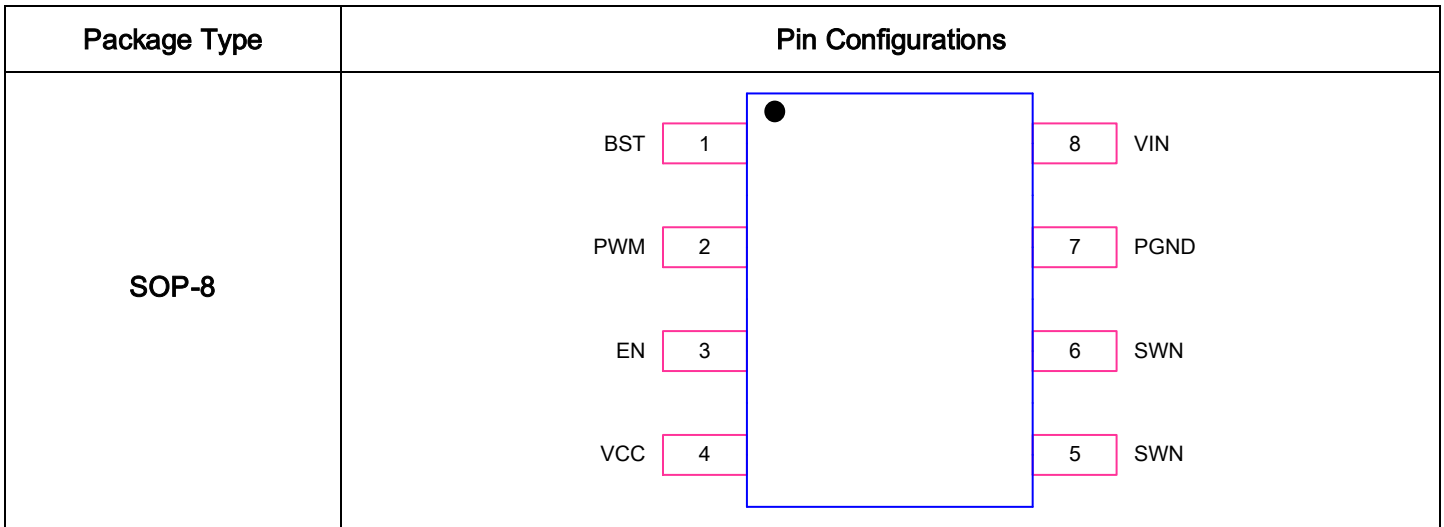 Package Type Pin Configurations
SOP-8
BST 1 8 VIN
PWM 2 7 PGND
EN 3 6 SWN
VCC 4 5 SWN